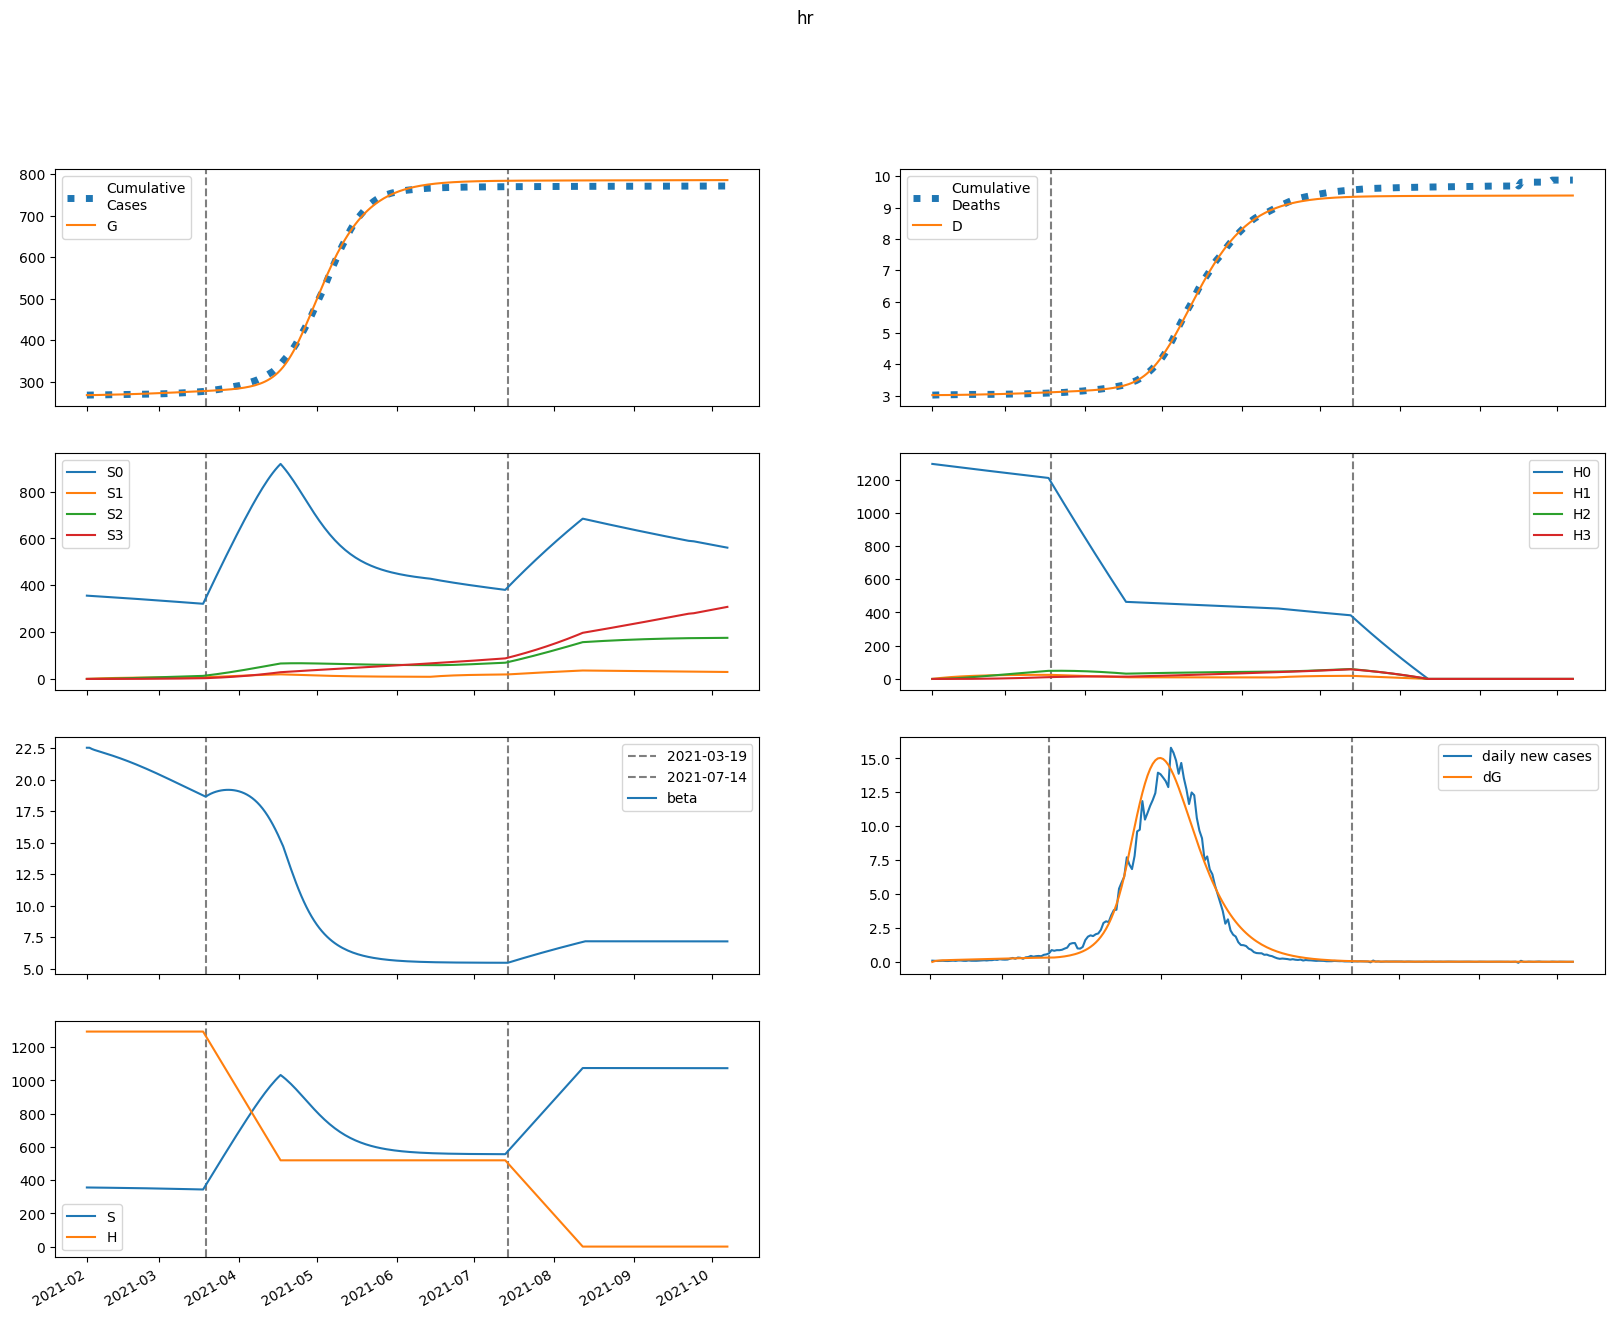 hr
800
700
600
500
400
300
Cumulative
Cases
G
10
9
8
7
6
5
4
3
Cumulative
Deaths
D
800
600
400
200
0
S0
S1
S2
S3
1200
1000
800
600
400
200
0
H0
H1
H2
H3
22.5
20.0
17.5
15.0
12.5
10.0
7.5
5.0
2021-03-19
2021-07-14
beta
15.0
12.5
10.0
7.5
5.0
2.5
0.0
daily new cases
dG
1200
1000
800
600
400
200
0
S
H
2021-02
2021-03
2021-04
2021-05
2021-06
2021-07
2021-08
2021-09
2021-10